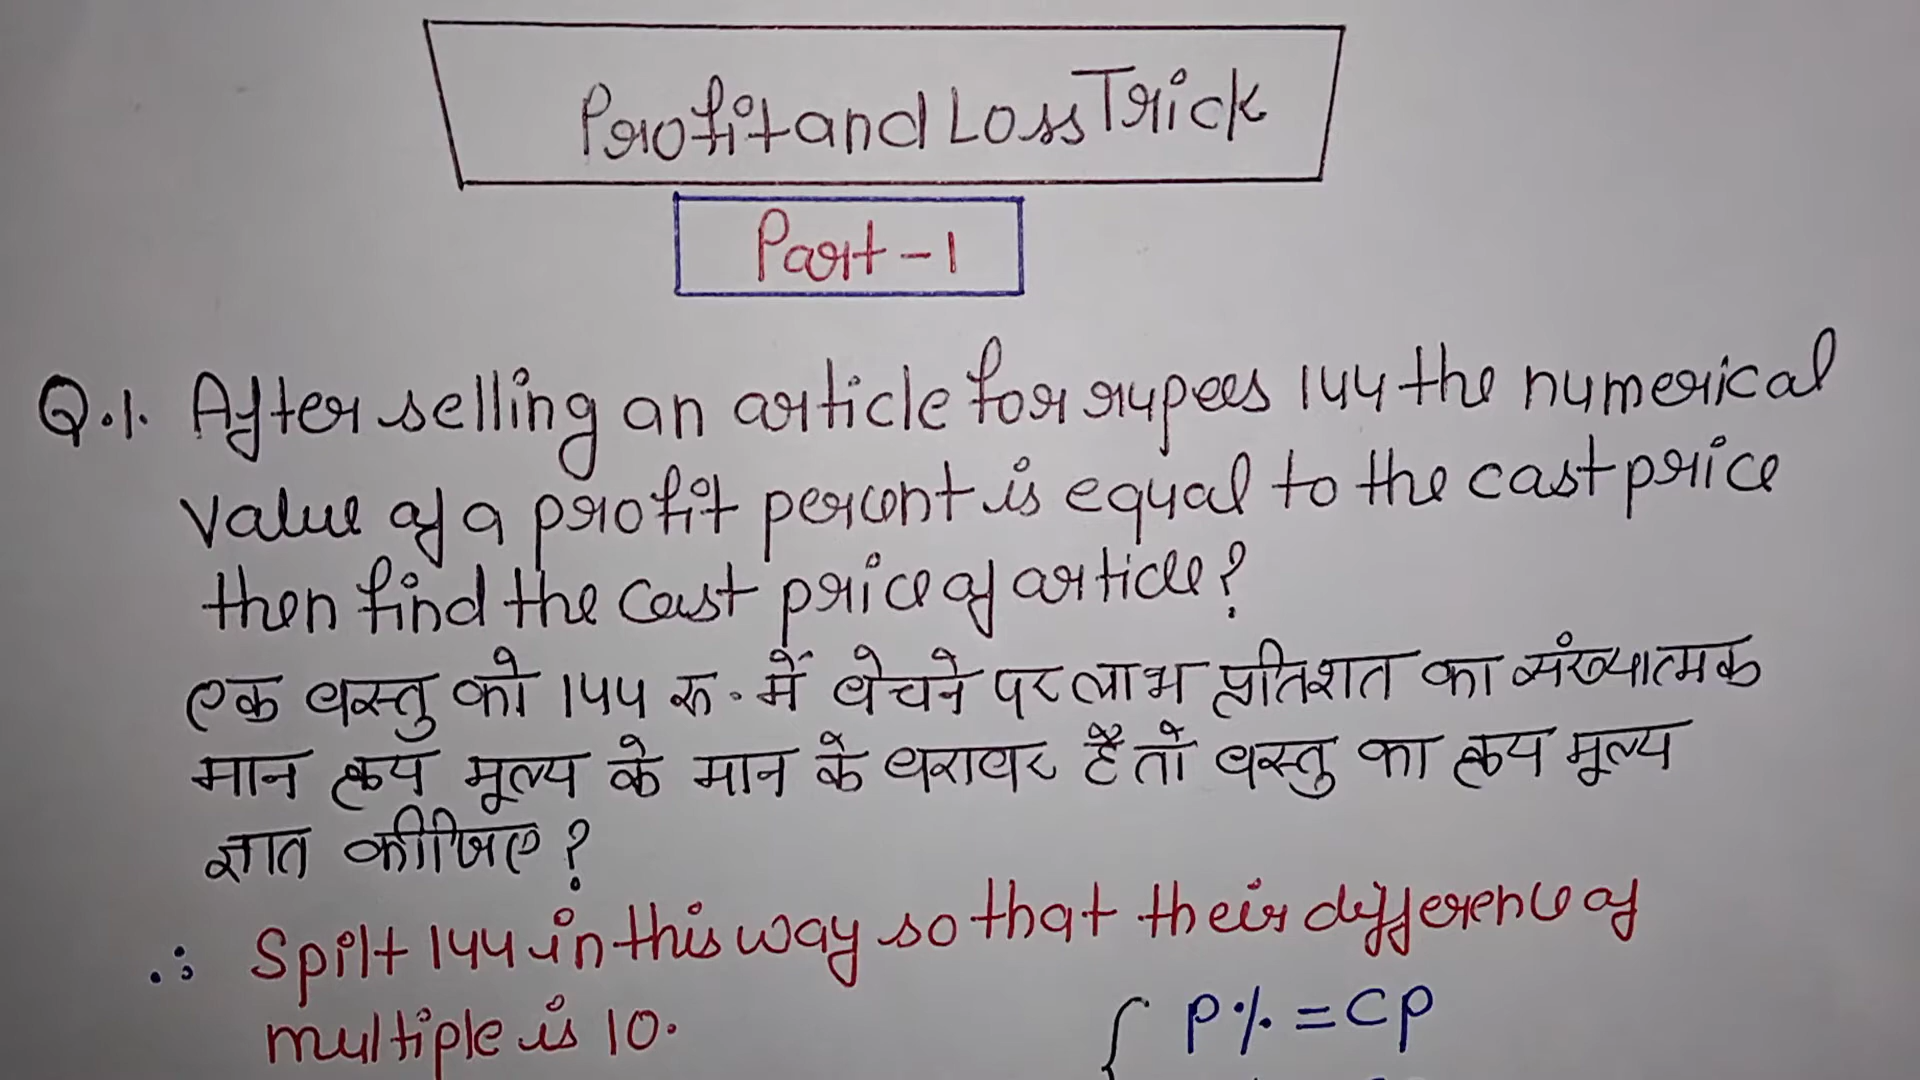 Profit and Loss Trick
Part-1
Q.1. After selling an article for rupees 144 the numerical
value of a profit percent is equal to the cast price
then find the cost price of article?
एक वस्तु को 144 रु. में वेचने पर लाभ प्रतिशत का संख्यात्मक
मान क्रय मूल्य के मान के वरावर है तो वस्तु का क्रय मूल्य
ज्ञात कीजिए?
∴ Spilt 144 in this way so that their difference of
multiple is 10.
P% = CP